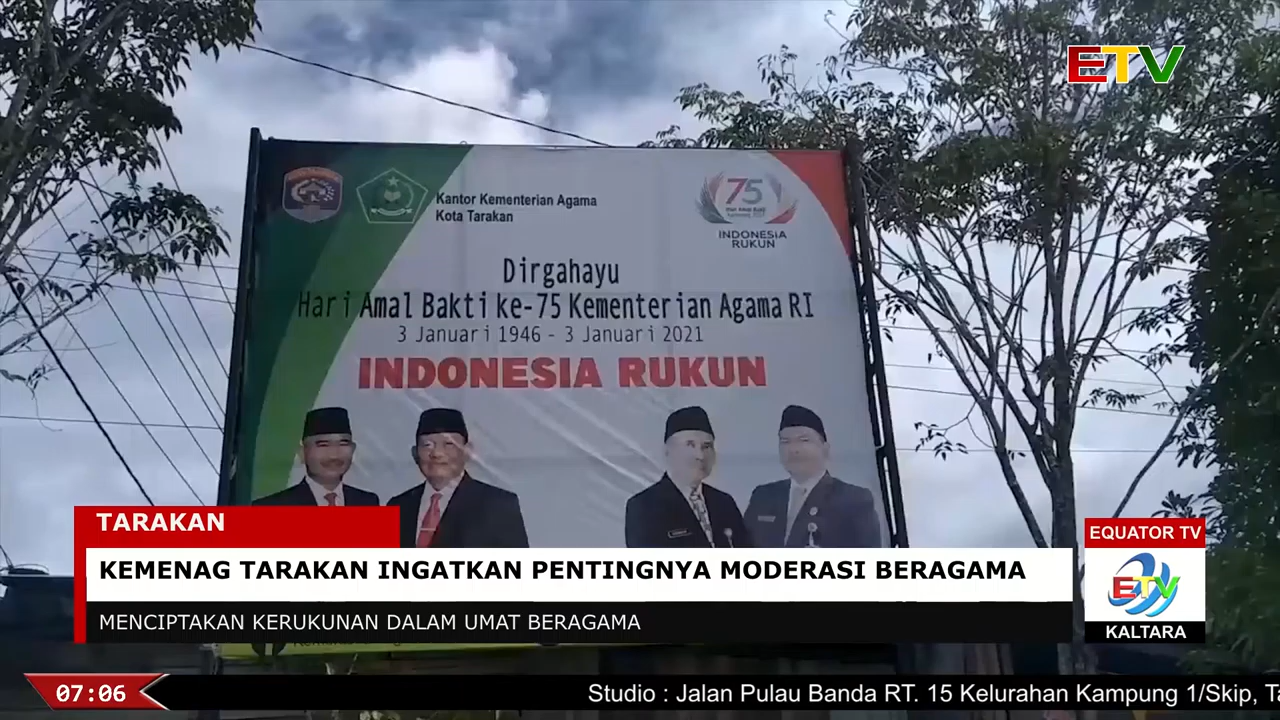 ETV
Kantor Kementerian Agama
Kota Tarakan
75
INDONESIA
RUKUN
Dirgahayu
Hari Amal Bakti ke-75 Kementerian Agama RI
3 Januari 1946 - 3 Januari 2021
INDONESIA RUKUN
TARAKAN
KEMENAG TARAKAN INGATKAN PENTINGNYA MODERASI BERAGAMA
MENCIPTAKAN KERUKUNAN DALAM UMAT BERAGAMA
EQUATOR TV
ETV
KALTARA
07:06
Studio : Jalan Pulau Banda RT. 15 Kelurahan Kampung 1/Skip, Ta